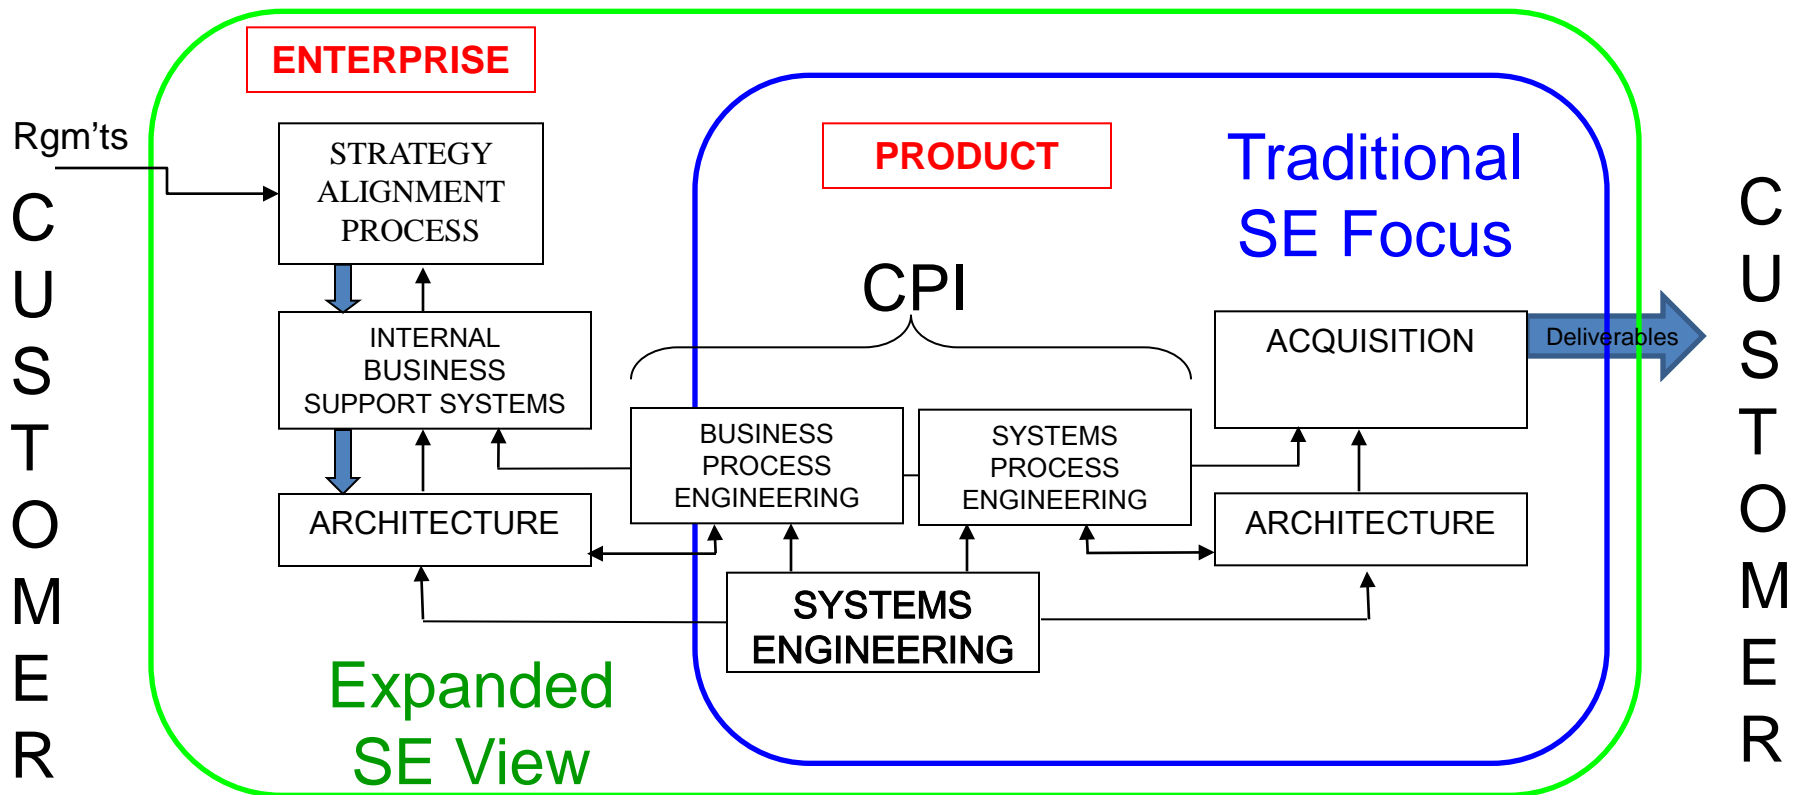 ENTERPRISE
Rgm'ts
STRATEGY
ALIGNMENT
PROCESS
PRODUCT
Traditional
SE Focus
C
U
S
T
O
M
E
R
CPI
INTERNAL
BUSINESS
SUPPORT SYSTEMS
ACQUISITION
Deliverables
BUSINESS
PROCESS
ENGINEERING
SYSTEMS
PROCESS
ENGINEERING
ARCHITECTURE
ARCHITECTURE
SYSTEMS
ENGINEERING
Expanded
SE View
C
U
S
T
O
M
E
R